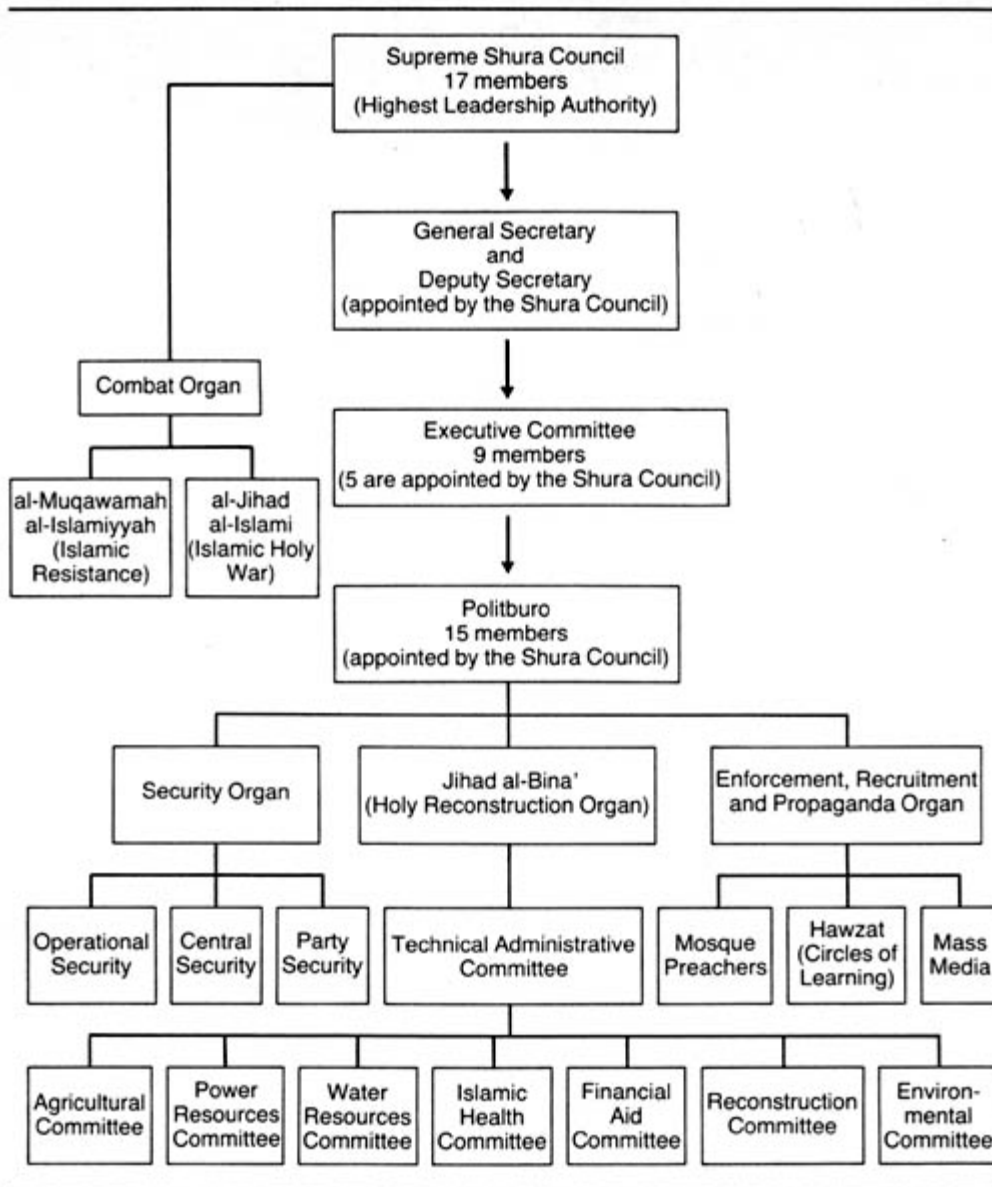 Supreme Shura Council
17 members
(Highest Leadership Authority)
General Secretary
and
Deputy Secretary
(appointed by the Shura Council)
Combat Organ
Executive Committee
9 members
(5 are appointed by the Shura Council)
al-Muqawamah
al-Islamiyyah
(Islamic
Resistance)
al-Jihad
al-Islami
(Islamic Holy
War)
Politburo
15 members
(appointed by the Shura Council)
Security Organ
Jihad al-Bina’
(Holy Reconstruction Organ)
Enforcement, Recruitment
and Propaganda Organ
Operational
Security
Central
Security
Party
Security
Technical Administrative
Committee
Mosque
Preachers
Hawzat
(Circles of
Learning)
Mass
Media
Agricultural
Committee
Power
Resources
Committee
Water
Resources
Committee
Islamic
Health
Committee
Financial
Aid
Committee
Reconstruction
Committee
Environ-
mental
Committee